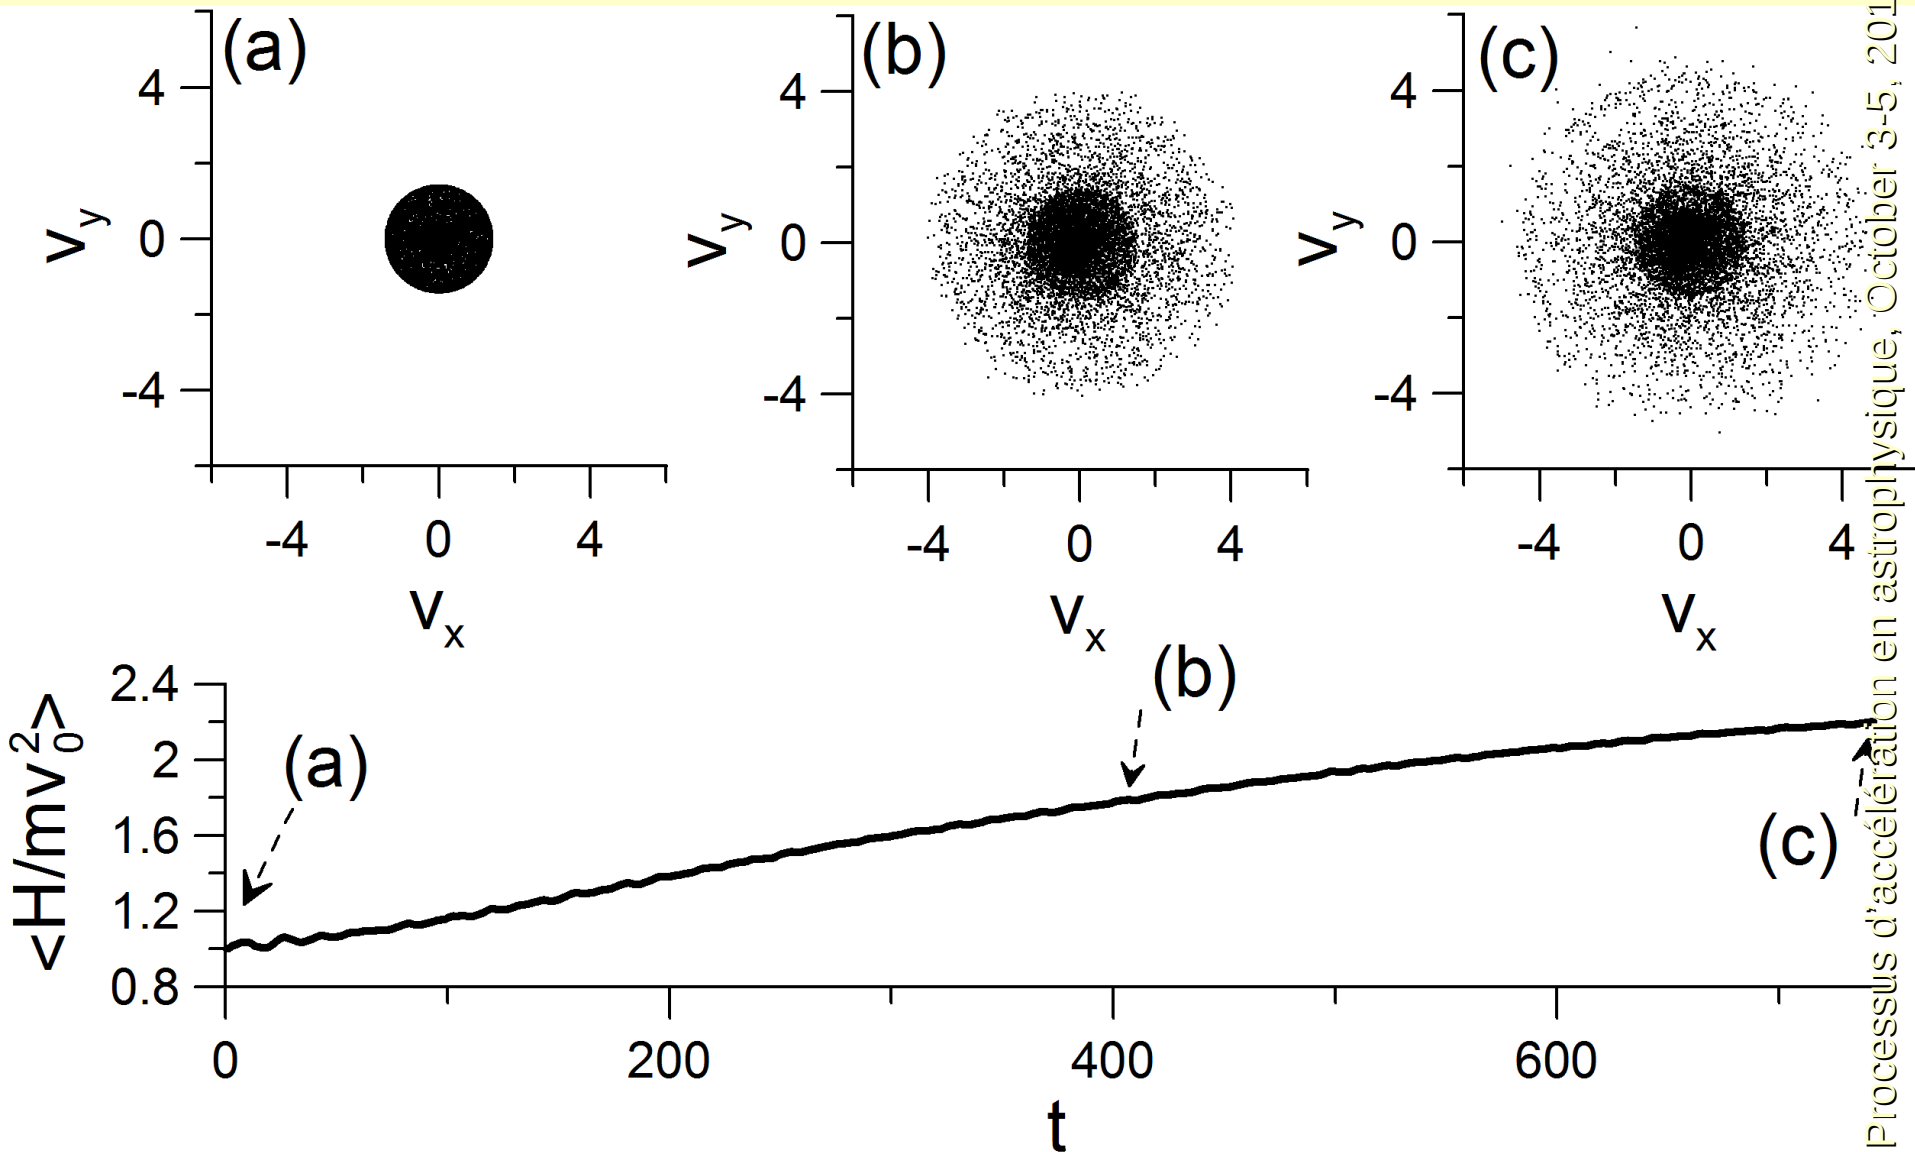 (a)
4
0
-4
v_y
-4 0 4
v_x
(b)
4
0
-4
v_y
-4 0 4
v_x
(c)
4
0
-4
v_y
-4 0 4
v_x
2.4
2
1.6
1.2
0.8
<H/mv_0^2>
(a)
(b)
(c)
0 200 400 600
t
Processus d'accélération en astrophysique, October 3-5, 201